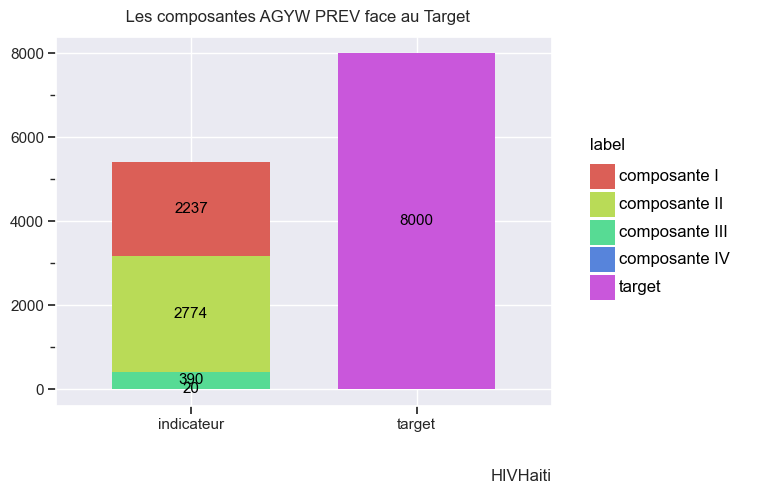 Les composantes AGYW PREV face au Target
8000
6000
4000
2000
0
2237
2774
390
20
8000
indicateur
target
label
composante I
composante II
composante III
composante IV
target
HIVHaiti